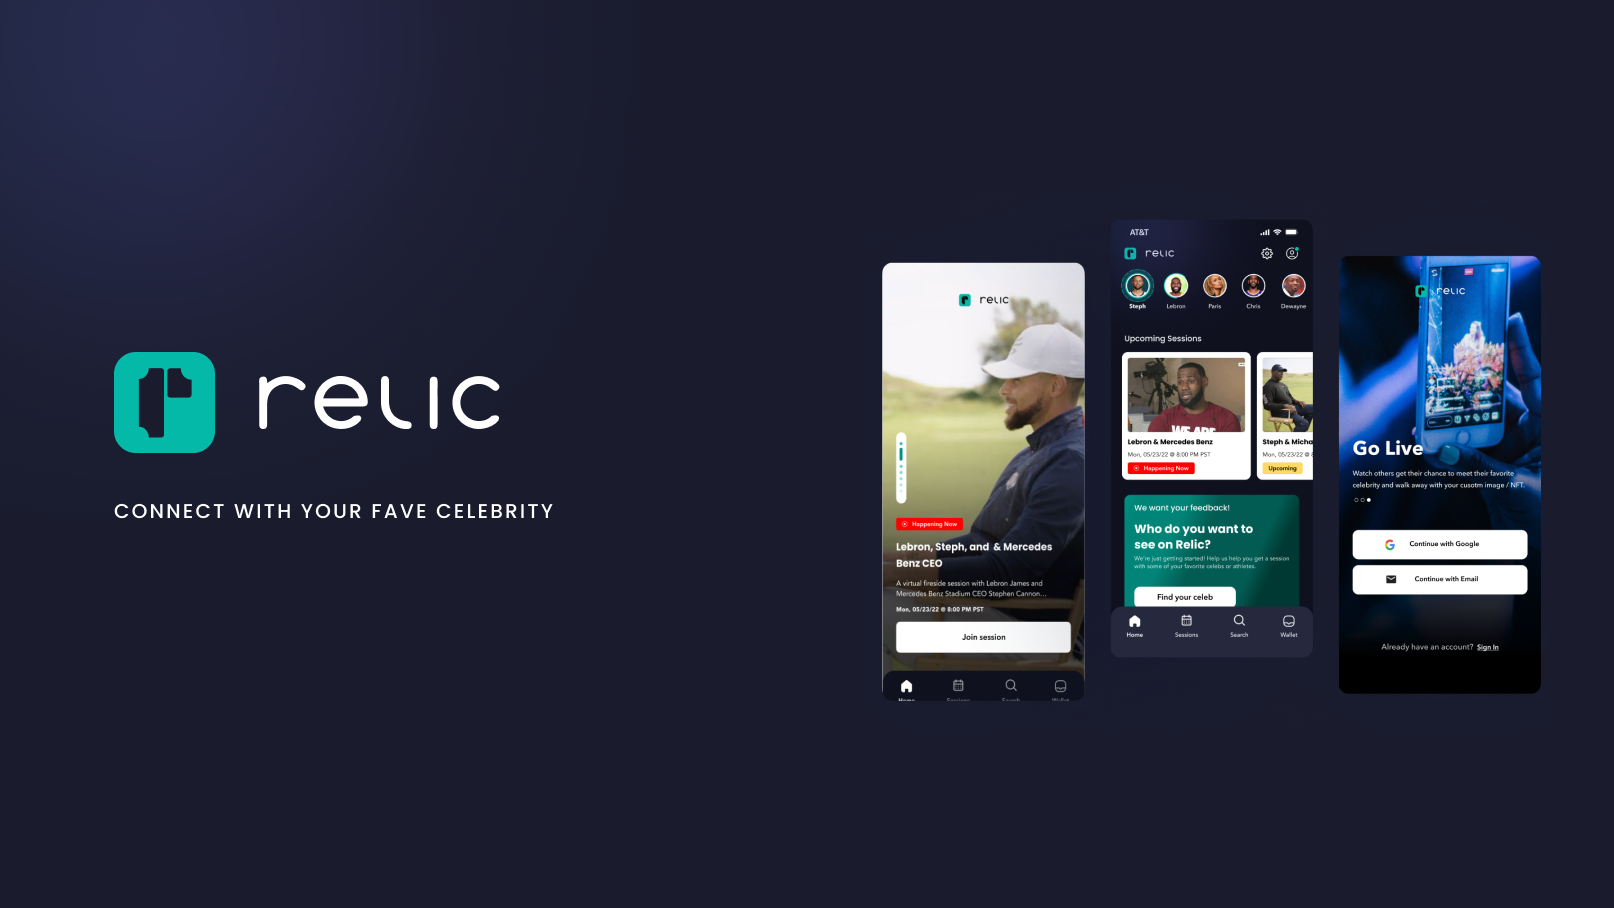 relic
CONNECT WITH YOUR FAVE CELEBRITY
relic
Happening Now
Lebron, Steph, and & Mercedes
Benz CEO
A virtual fireside session with Lebron James and
Mercedes Benz Stadium CEO Stephen Cannon...
Mon, 05/23/22 @ 8:00 PM PST
Join session
Home
Sessions
Search
Wallet
AT&T
relic
Steph
Lebron
Paris
Chris
Dewayne
Upcoming Sessions
WE ARE
Lebron & Mercedes Benz
Mon, 05/23/22 @ 8:00 PM PST
Happening Now
Steph & Micha
Mon, 05/23/22 @ 8
Upcoming
We want your feedback!
Who do you want to
see on Relic?
We're just getting started! Help us help you get a session
with some of your favorite celebs or athletes.
Find your celeb
Home
Sessions
Search
Wallet
relic
Go Live
Watch others get their chance to meet their favorite
celebrity and walk away with your cusotm image / NFT.
Continue with Google
Continue with Email
Already have an account? Sign In